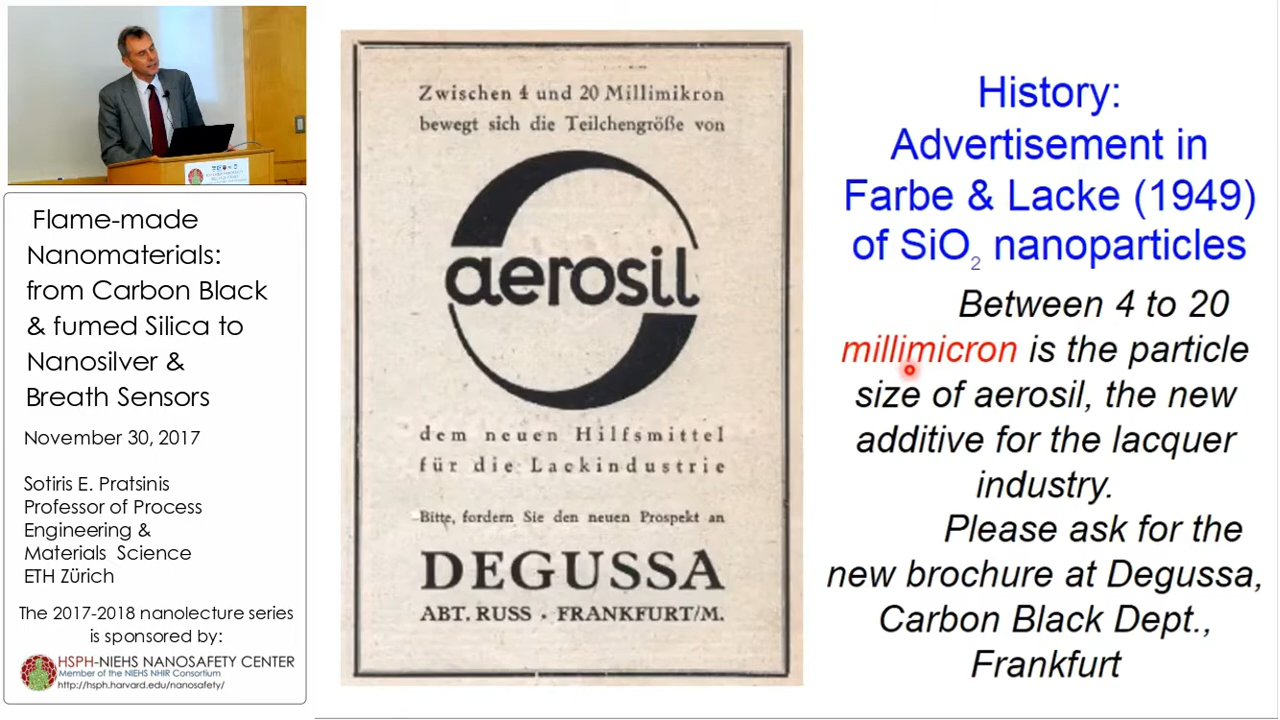 Flame-made
Nanomaterials:
from Carbon Black
& fumed Silica to
Nanosilver &
Breath Sensors
November 30, 2017
Sotiris E. Pratsinis
Professor of Process
Engineering &
Materials Science
ETH Zürich
The 2017-2018 nanolecture series
is sponsored by:
HSPH-NIEHS NANOSAFETY CENTER
Member of the NIEHS NHIR Consortium
http://hsph.harvard.edu/nanosafety/
Zwischen 4 und 20 Millimikron
bewegt sich die Teilchengröße von
aerosil
dem neuen Hilfsmittel
für die Lackindustrie
Bitte, fordern Sie den neuen Prospekt an
DEGUSSA
ABT. RUSS · FRANKFURT/M.
History:
Advertisement in
Farbe & Lacke (1949)
of SiO2 nanoparticles
Between 4 to 20
millimicron is the particle
size of aerosil, the new
additive for the lacquer
industry.
Please ask for the
new brochure at Degussa,
Carbon Black Dept.,
Frankfurt